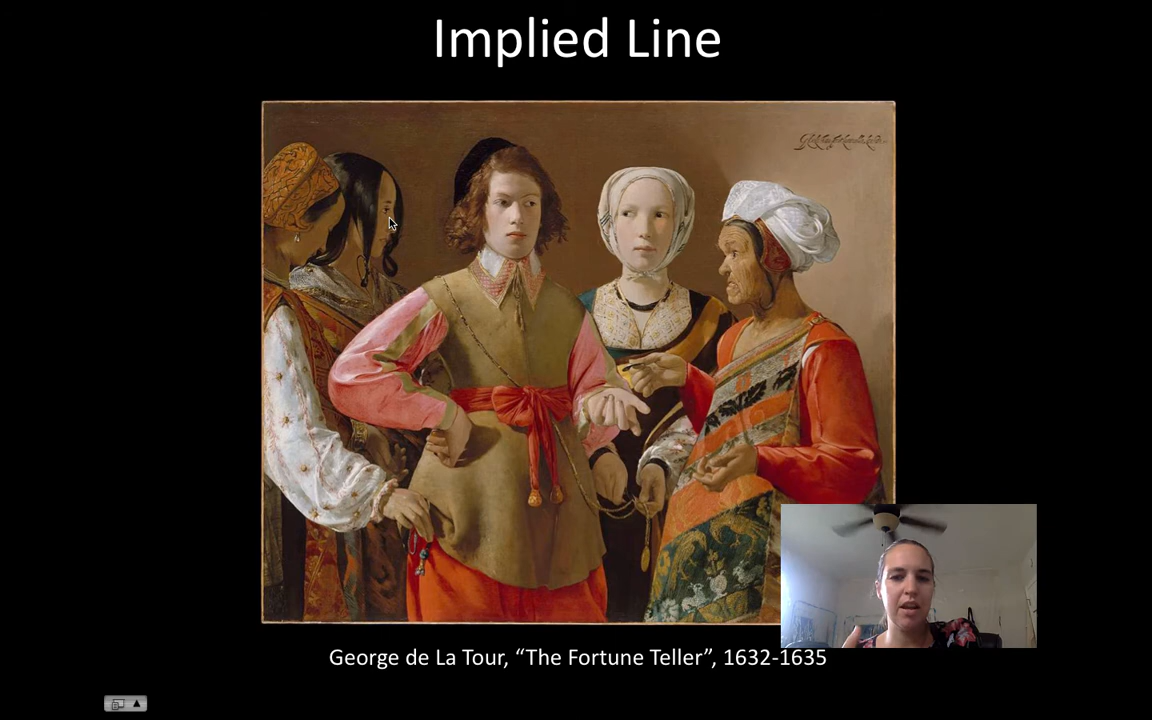 Implied Line
George de La Tour, “The Fortune Teller”, 1632-1635